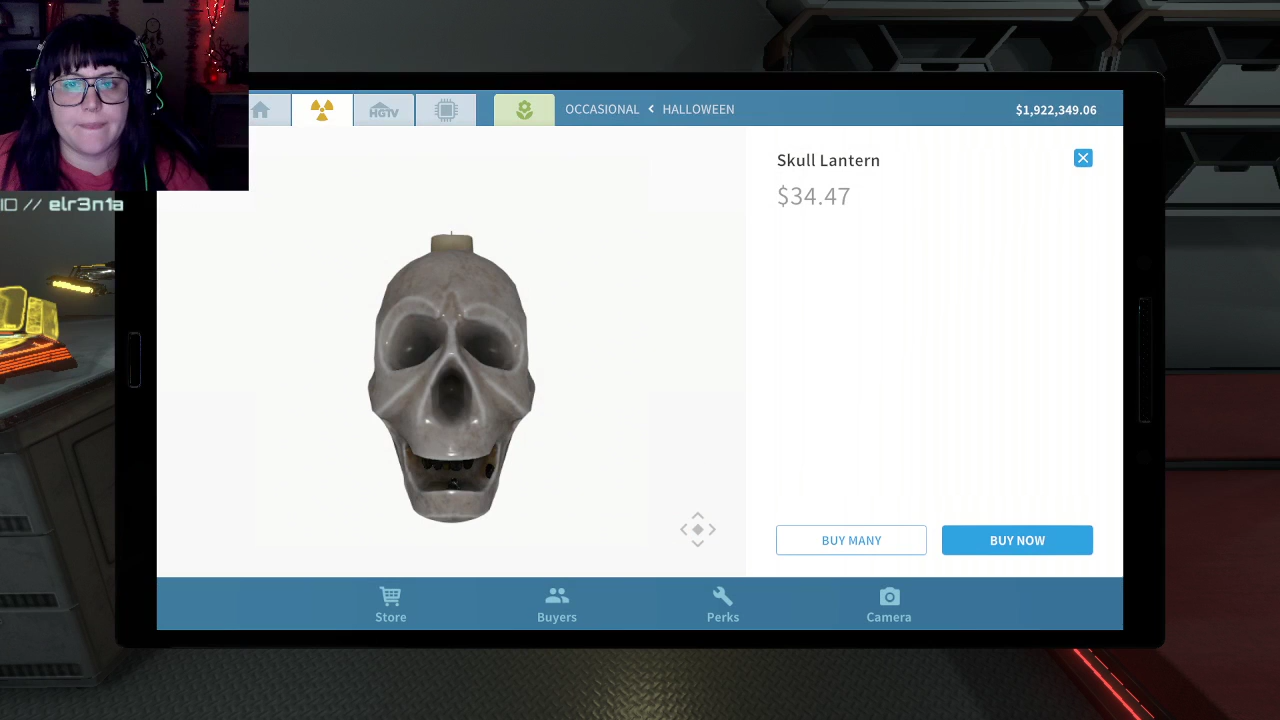 HGTV
OCCASIONAL < HALLOWEEN
$1,922,349.06
Skull Lantern
$34.47
ID // elr3n1a
BUY MANY
BUY NOW
Store
Buyers
Perks
Camera